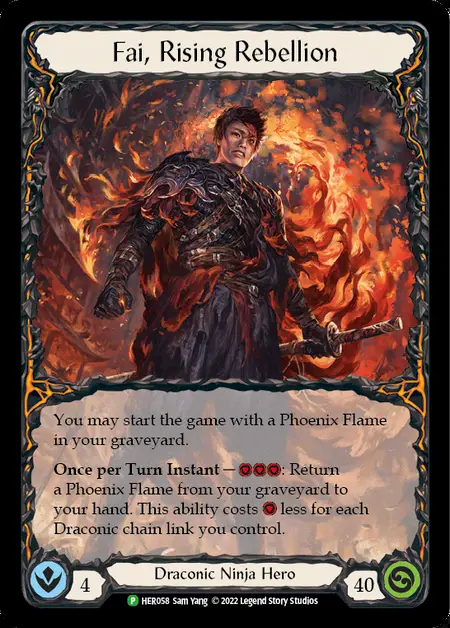 Fai, Rising Rebellion
You may start the game with a Phoenix Flame
in your graveyard.
Once per Turn Instant — : Return
a Phoenix Flame from your graveyard to
your hand. This ability costs less for each
Draconic chain link you control.
4
Draconic Ninja Hero
40
P HER058 Sam Yang © 2022 Legend Story Studios